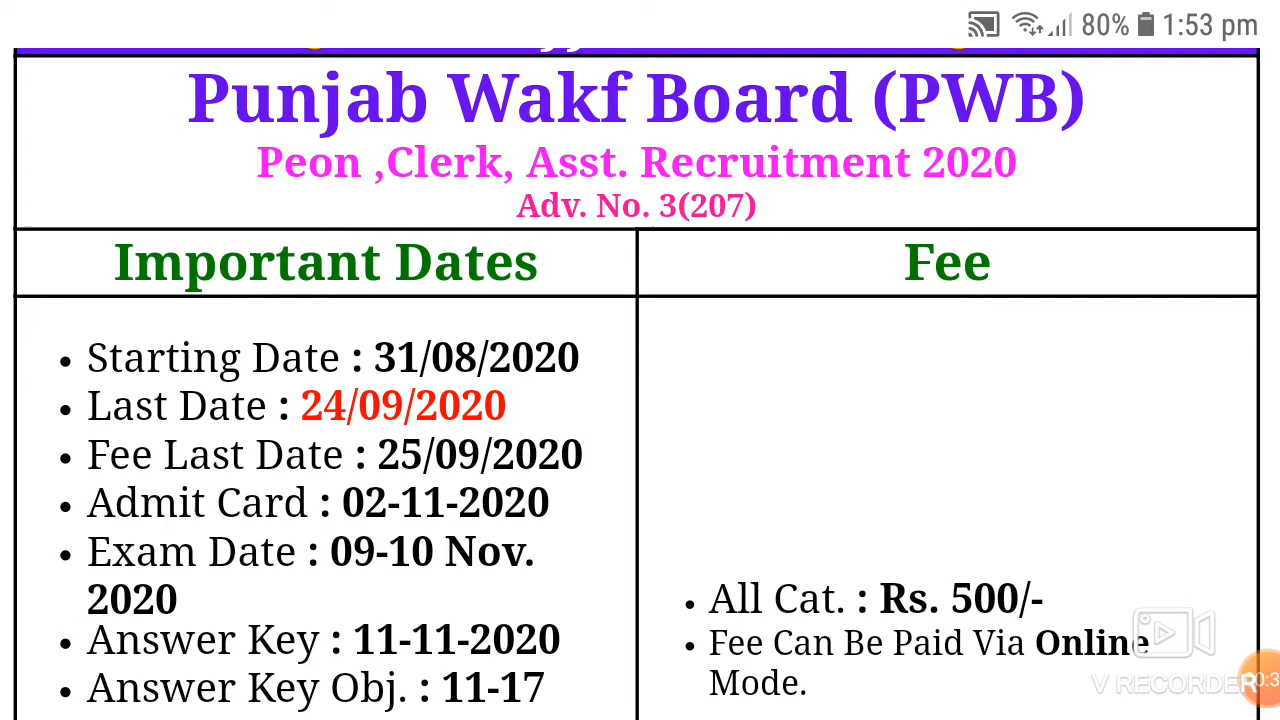 80% 1:53 pm
Punjab Wakf Board (PWB)
Peon ,Clerk, Asst. Recruitment 2020
Adv. No. 3(207)
Important Dates
Fee
• Starting Date : 31/08/2020
• Last Date : 24/09/2020
• Fee Last Date : 25/09/2020
• Admit Card : 02-11-2020
• Exam Date : 09-10 Nov.
2020
• Answer Key : 11-11-2020
• Answer Key Obj. : 11-17
• All Cat. : Rs. 500/-
• Fee Can Be Paid Via Online
Mode.
V RECORDER